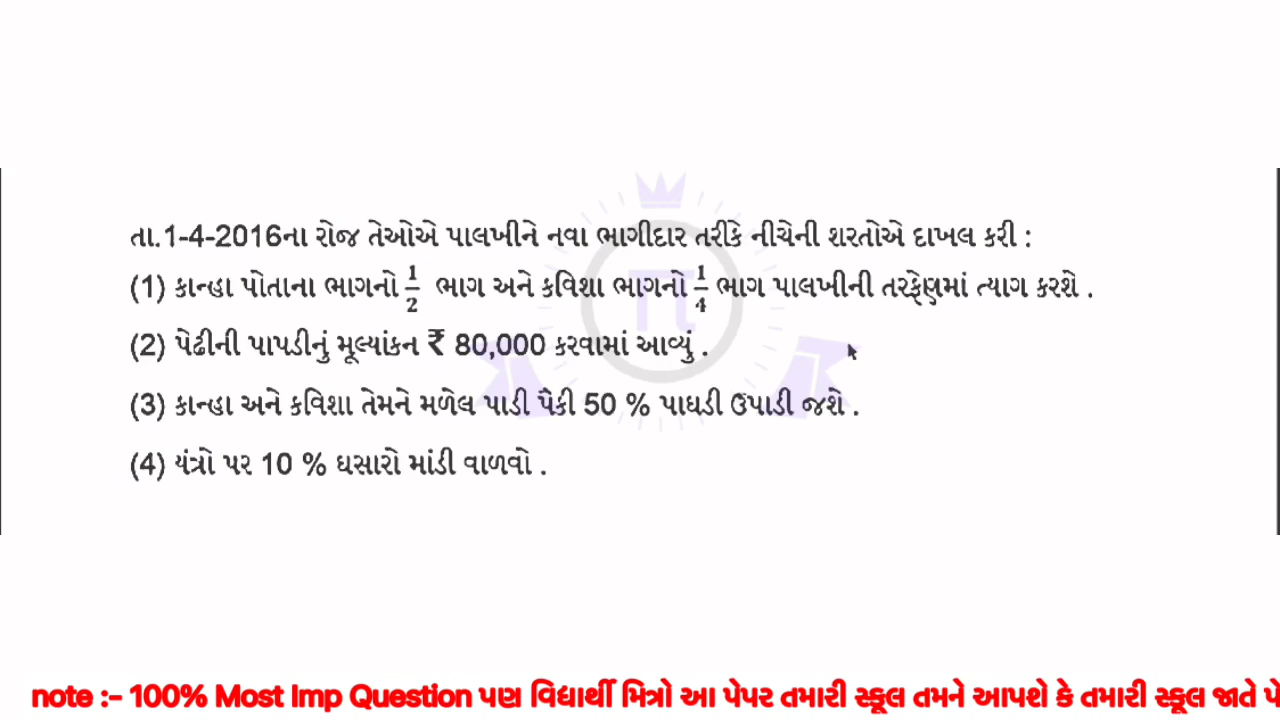 તા.1-4-2016ના રોજ તેઓએ પાલખીને નવા ભાગીદાર તરીકે નીચેની શરતોએ દાખલ કરી :
(1) કાન્હા પોતાના ભાગનો 1/2 ભાગ અને કવિશા ભાગનો 1/4 ભાગ પાલખીની તરફેણમાં ત્યાગ કરશે .
(2) પેઢીની પાપડીનું મૂલ્યાંકન ₹ 80,000 કરવામાં આવ્યું .
(3) કાન્હા અને કવિશા તેમને મળેલ પાડી પૈકી 50 % પાઘડી ઉપાડી જશે .
(4) યંત્રો પર 10 % ઘસારો માંડી વાળવો .
note :- 100% Most Imp Question પણ વિદ્યાર્થી મિત્રો આ પેપર તમારી સ્કૂલ તમને આપશે કે તમારી સ્કૂલ જાતે પે